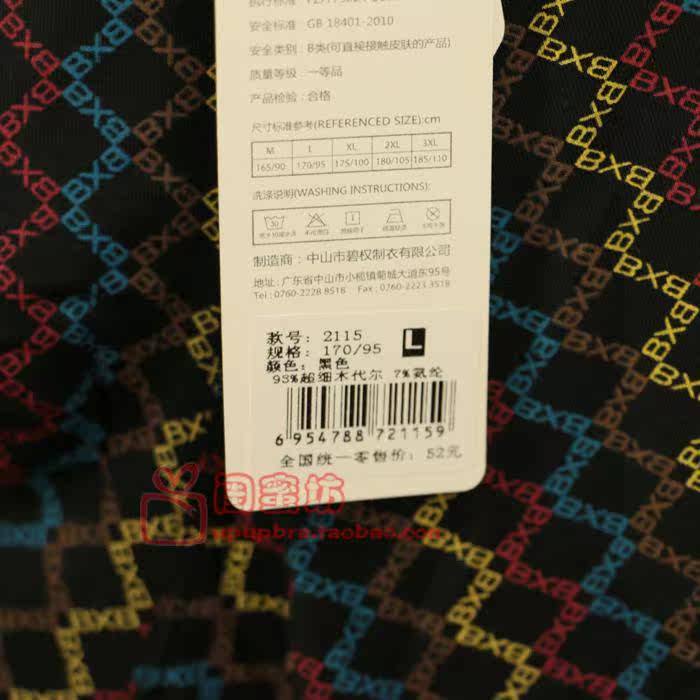 安全标准：GB 18401-2010
安全类别：B类(可直接接触皮肤的产品)
质量等级：一等品
产品检验：合格
尺寸标准参考(REFERENCED SIZE):cm
M L XL 2XL 3XL
165/90 170/95 175/100 180/105 185/110
洗涤说明(WASHING INSTRUCTIONS):
30
制造商：中山市碧权制衣有限公司
地址：广东省中山市小榄镇菊城大道东95号
Tel：0760-2228 8518 Fax：0760-2223 3518
款号：2115
规格：170/95 L
颜色：黑色
93%超细木代尔 7%氨纶
6 954788 721159
全国统一零售价：52元
闺蜜坊
upupbra.taobao.com
BXB